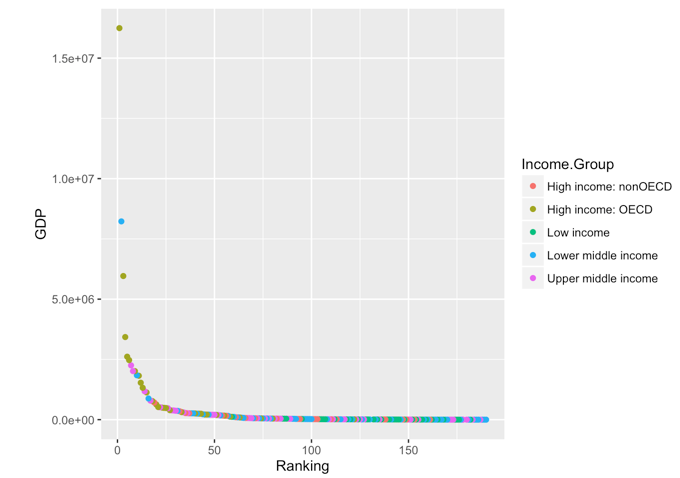 1.5e+07
1.0e+07
5.0e+06
0.0e+00
GDP
0 50 100 150
Ranking
Income.Group
High income: nonOECD
High income: OECD
Low income
Lower middle income
Upper middle income